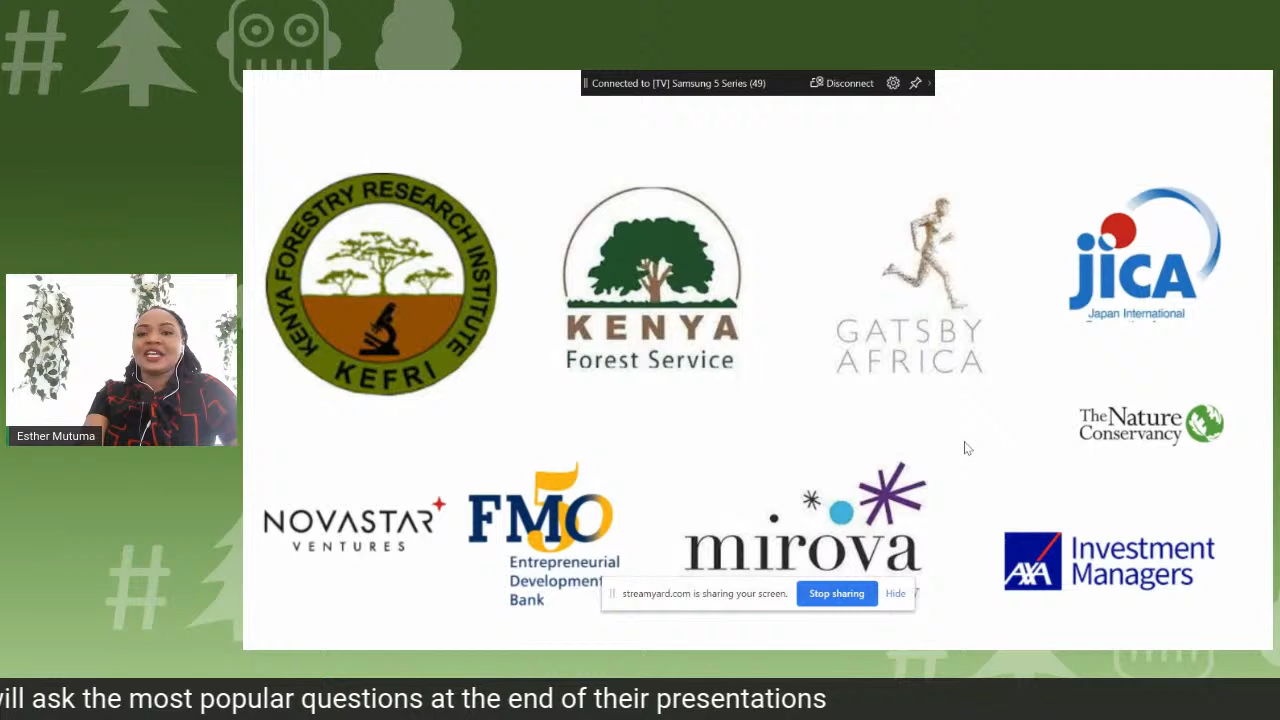 Connected to [TV] Samsung 5 Series (49) Disconnect
KENYA FORESTRY RESEARCH INSTITUTE
KEFRI
KENYA
Forest Service
GATSBY
AFRICA
jICA
Japan International
The Nature
Conservancy
NOVASTAR
VENTURES
50
FMO
Entrepreneurial
Development
Bank
mirova
AXA
Investment
Managers
streamyard.com is sharing your screen. Stop sharing Hide
Esther Mutuma
will ask the most popular questions at the end of their presentations